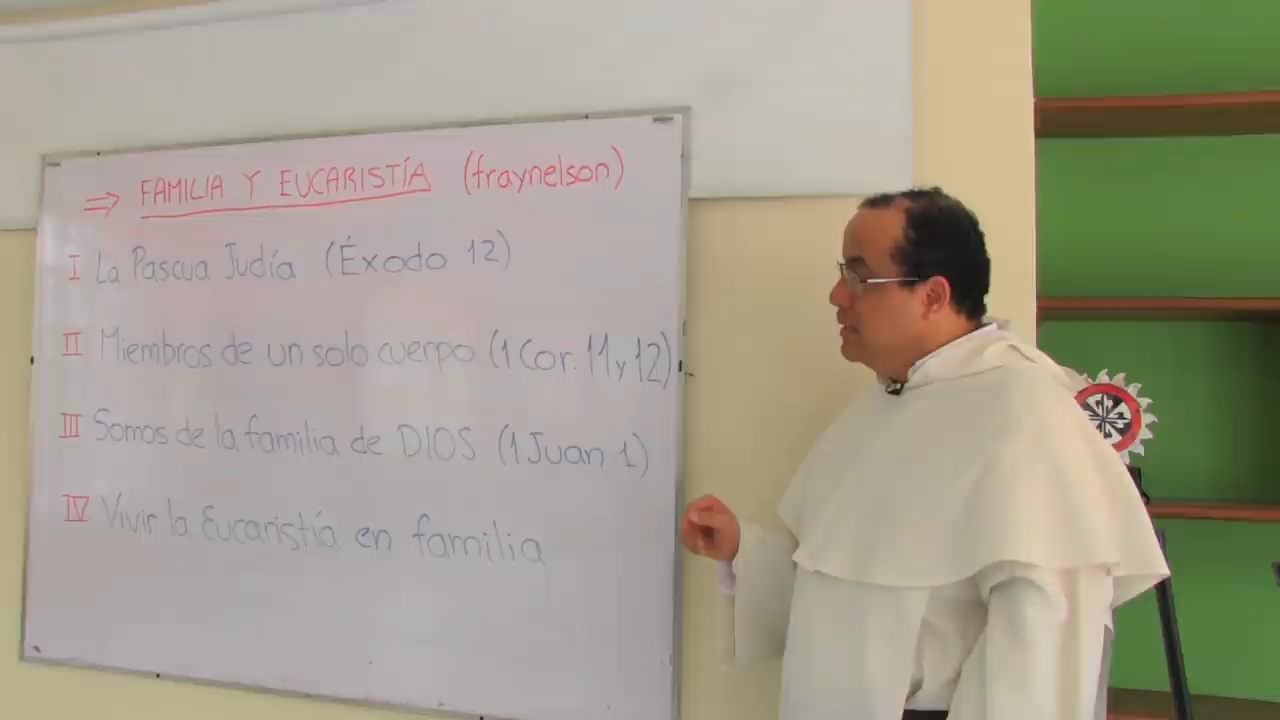 ⇒ FAMILIA Y EUCARISTÍA (fraynelson)
I La Pascua Judía (Éxodo 12)
II Miembros de un solo cuerpo (1 Cor. 11 y 12)
III Somos de la familia de DIOS (1 Juan 1)
IV Vivir la Eucaristía en familia